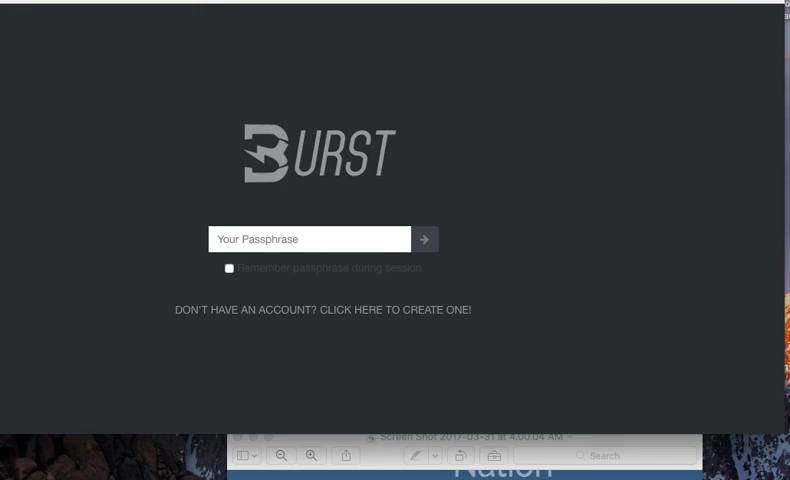 BURST
Your Passphrase
Remember passphrase during session
DON'T HAVE AN ACCOUNT? CLICK HERE TO CREATE ONE!
Screen Shot 2017-03-31 at 4.00.04 AM
Search
Nation